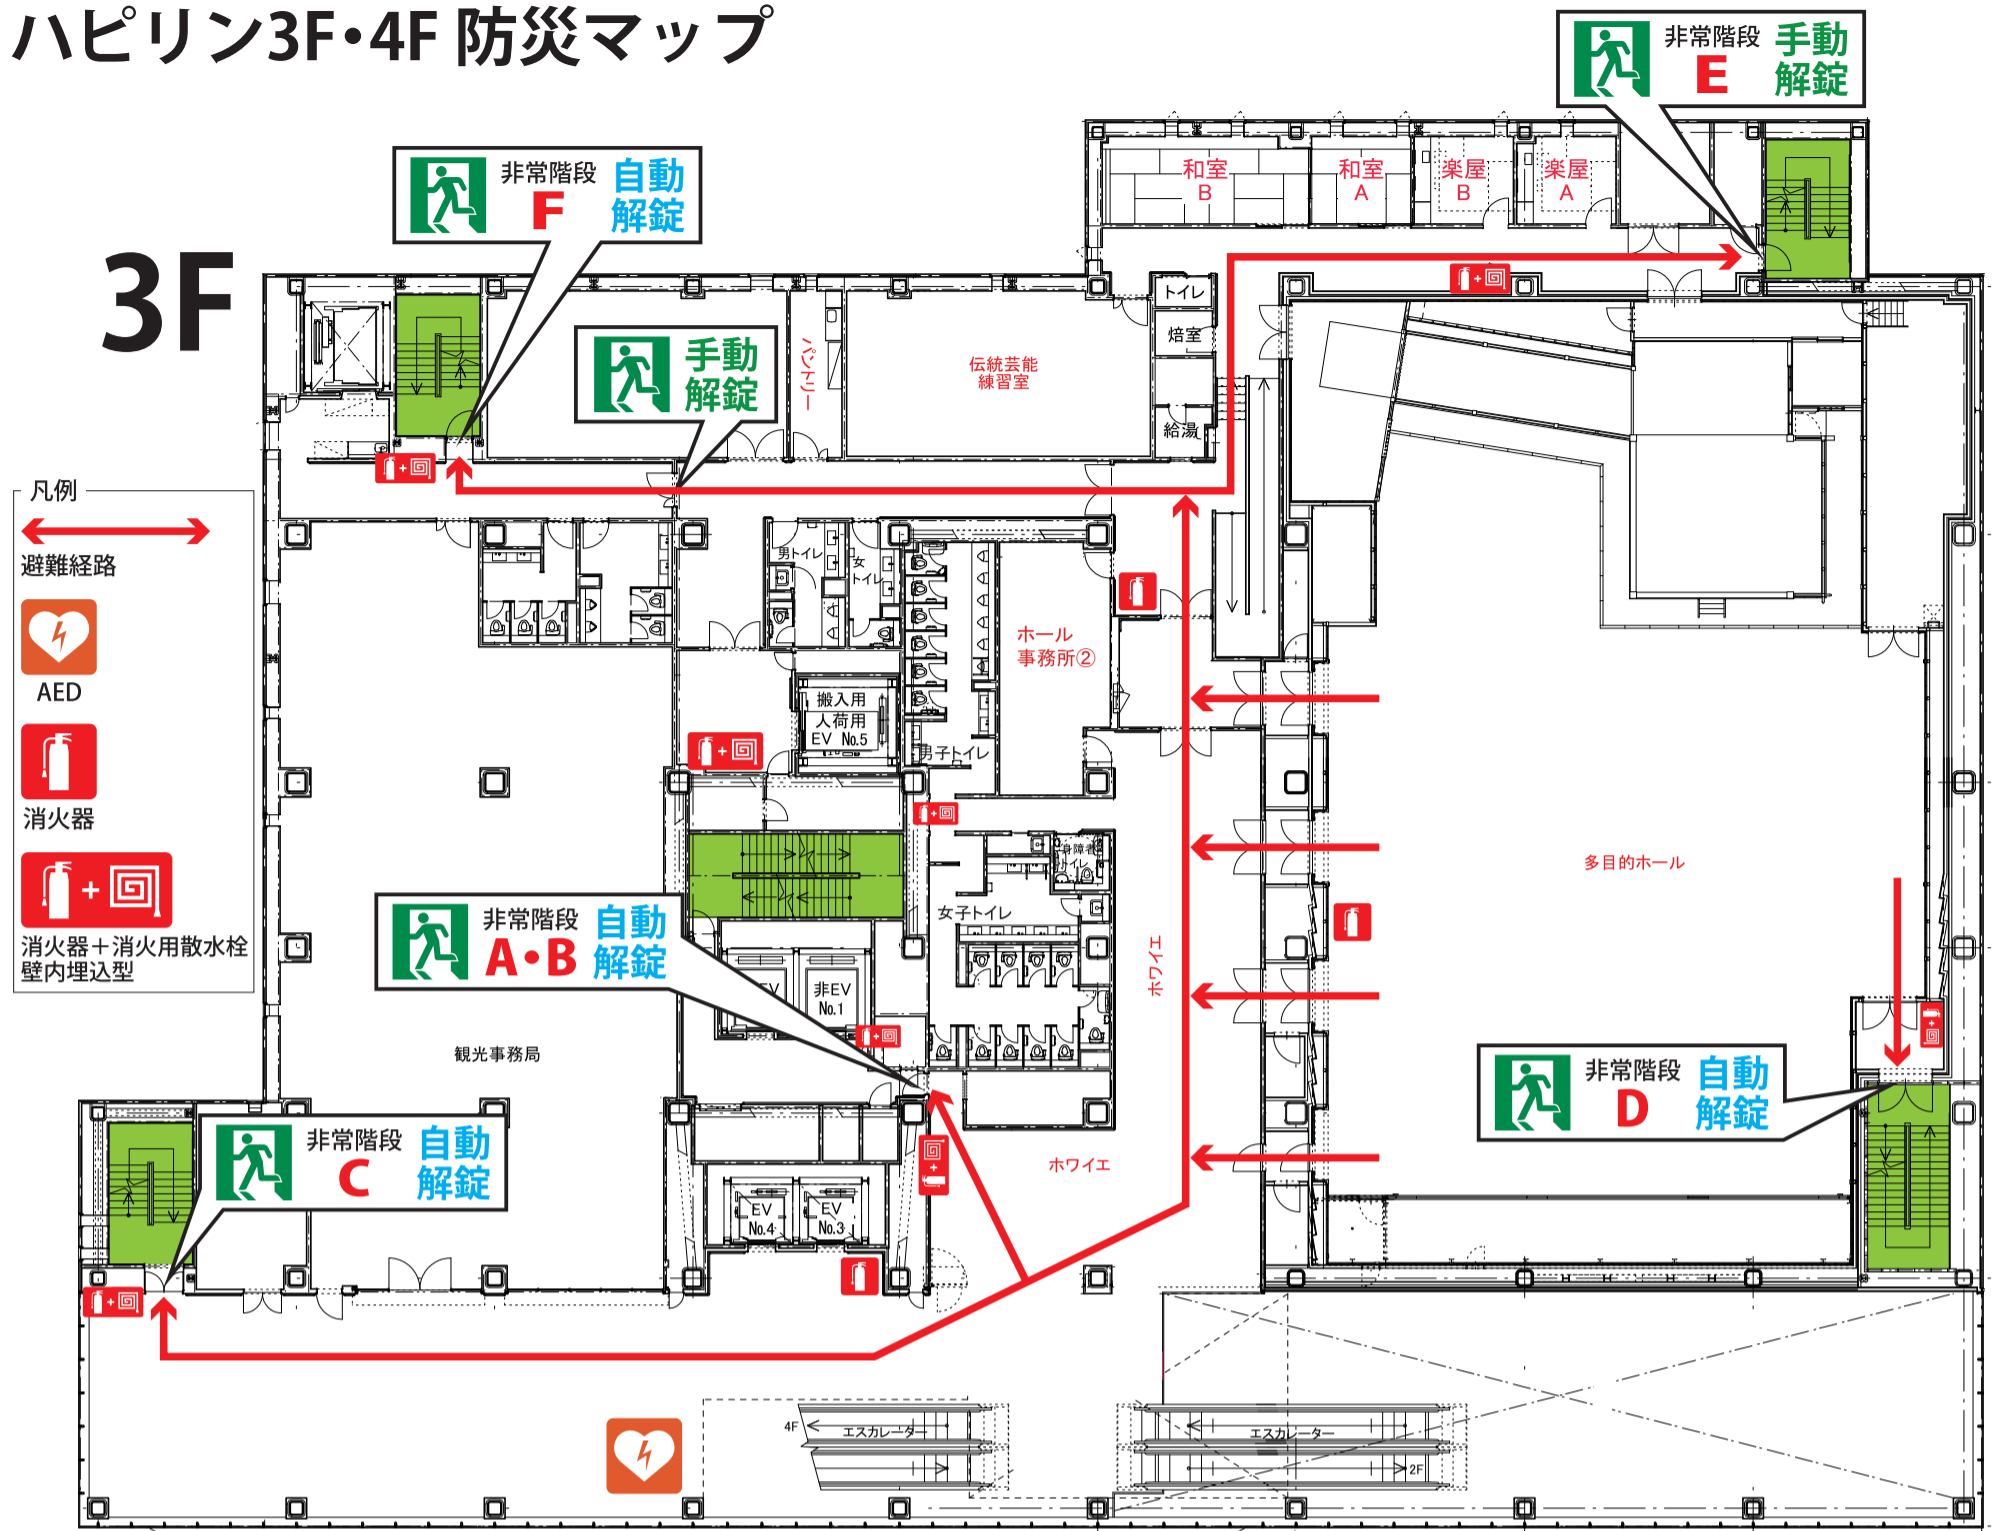 ハピリン3F・4F 防災マップ
非常階段
E
手動
解錠
非常階段
F
自動
解錠
3F
手動
解錠
和室
B
和室
A
楽屋
B
楽屋
A
トイレ
焙室
給湯
パントリー
伝統芸能
練習室
凡例
避難経路
AED
消火器
消火器＋消火用散水栓
壁内埋込型
男トイレ
女
トイレ
ホール
事務所②
搬入用
人荷用
EV No.5
男子トイレ
身障者
トイレ
女子トイレ
多目的ホール
ホワイエ
非常階段
A・B
自動
解錠
EV
非EV
No.1
観光事務局
非常階段
D
自動
解錠
非常階段
C
自動
解錠
ホワイエ
EV
No.4
EV
No.3
4F
エスカレーター
エスカレーター
2F